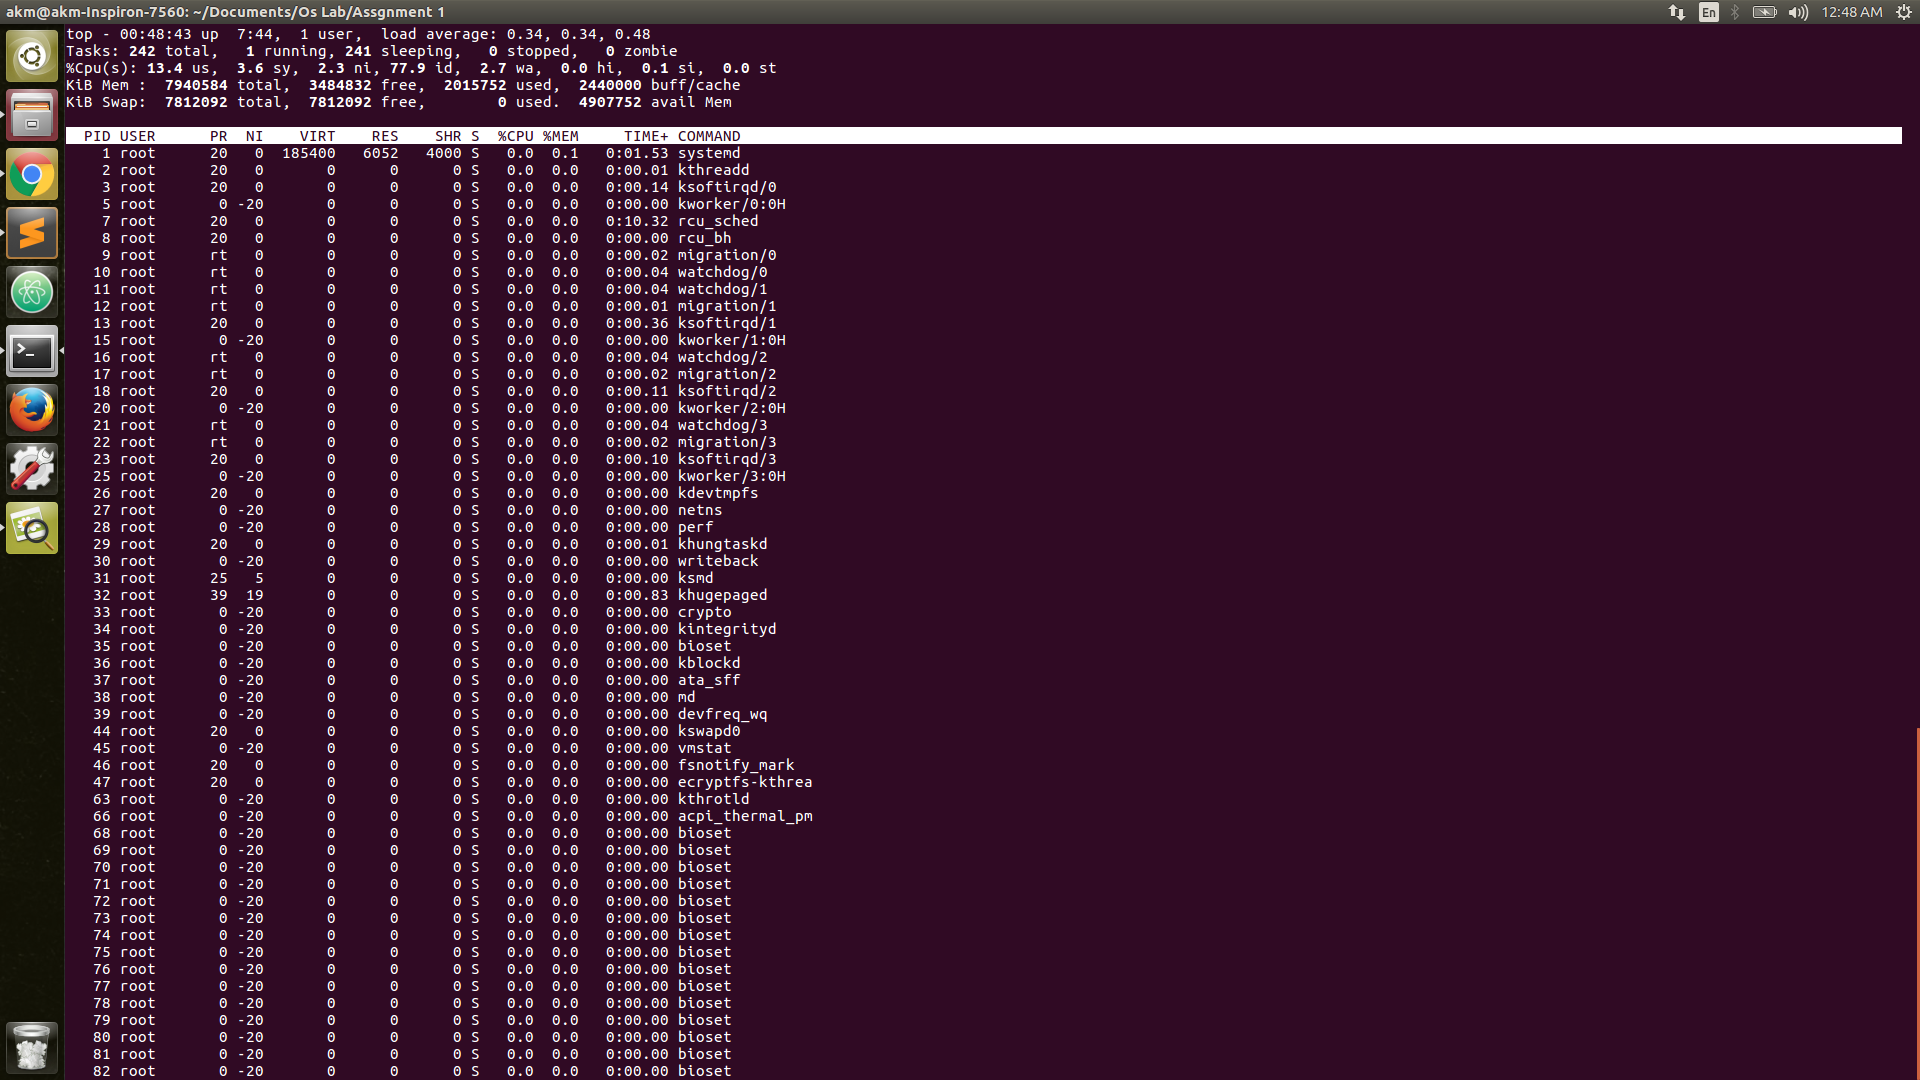 akm@akm-Inspiron-7560: ~/Documents/Os Lab/Assgnment 1
En
12:48 AM
top - 00:48:43 up  7:44,  1 user,  load average: 0.34, 0.34, 0.48
Tasks: 242 total,   1 running, 241 sleeping,   0 stopped,   0 zombie
%Cpu(s): 13.4 us,  3.6 sy,  2.3 ni, 77.9 id,  2.7 wa,  0.0 hi,  0.1 si,  0.0 st
KiB Mem :  7940584 total,  3484832 free,  2015752 used,  2440000 buff/cache
KiB Swap:  7812092 total,  7812092 free,        0 used.  4907752 avail Mem
PID USER      PR  NI    VIRT    RES    SHR S  %CPU %MEM     TIME+ COMMAND
1 root      20   0  185400   6052   4000 S   0.0  0.1   0:01.53 systemd
2 root      20   0       0      0      0 S   0.0  0.0   0:00.01 kthreadd
3 root      20   0       0      0      0 S   0.0  0.0   0:00.14 ksoftirqd/0
5 root       0 -20       0      0      0 S   0.0  0.0   0:00.00 kworker/0:0H
7 root      20   0       0      0      0 S   0.0  0.0   0:10.32 rcu_sched
8 root      20   0       0      0      0 S   0.0  0.0   0:00.00 rcu_bh
9 root      rt   0       0      0      0 S   0.0  0.0   0:00.02 migration/0
10 root      rt   0       0      0      0 S   0.0  0.0   0:00.04 watchdog/0
11 root      rt   0       0      0      0 S   0.0  0.0   0:00.04 watchdog/1
12 root      rt   0       0      0      0 S   0.0  0.0   0:00.01 migration/1
13 root      20   0       0      0      0 S   0.0  0.0   0:00.36 ksoftirqd/1
15 root       0 -20       0      0      0 S   0.0  0.0   0:00.00 kworker/1:0H
16 root      rt   0       0      0      0 S   0.0  0.0   0:00.04 watchdog/2
17 root      rt   0       0      0      0 S   0.0  0.0   0:00.02 migration/2
18 root      20   0       0      0      0 S   0.0  0.0   0:00.11 ksoftirqd/2
20 root       0 -20       0      0      0 S   0.0  0.0   0:00.00 kworker/2:0H
21 root      rt   0       0      0      0 S   0.0  0.0   0:00.04 watchdog/3
22 root      rt   0       0      0      0 S   0.0  0.0   0:00.02 migration/3
23 root      20   0       0      0      0 S   0.0  0.0   0:00.10 ksoftirqd/3
25 root       0 -20       0      0      0 S   0.0  0.0   0:00.00 kworker/3:0H
26 root      20   0       0      0      0 S   0.0  0.0   0:00.00 kdevtmpfs
27 root       0 -20       0      0      0 S   0.0  0.0   0:00.00 netns
28 root       0 -20       0      0      0 S   0.0  0.0   0:00.00 perf
29 root      20   0       0      0      0 S   0.0  0.0   0:00.01 khungtaskd
30 root       0 -20       0      0      0 S   0.0  0.0   0:00.00 writeback
31 root      25   5       0      0      0 S   0.0  0.0   0:00.00 ksmd
32 root      39  19       0      0      0 S   0.0  0.0   0:00.83 khugepaged
33 root       0 -20       0      0      0 S   0.0  0.0   0:00.00 crypto
34 root       0 -20       0      0      0 S   0.0  0.0   0:00.00 kintegrityd
35 root       0 -20       0      0      0 S   0.0  0.0   0:00.00 bioset
36 root       0 -20       0      0      0 S   0.0  0.0   0:00.00 kblockd
37 root       0 -20       0      0      0 S   0.0  0.0   0:00.00 ata_sff
38 root       0 -20       0      0      0 S   0.0  0.0   0:00.00 md
39 root       0 -20       0      0      0 S   0.0  0.0   0:00.00 devfreq_wq
44 root      20   0       0      0      0 S   0.0  0.0   0:00.00 kswapd0
45 root       0 -20       0      0      0 S   0.0  0.0   0:00.00 vmstat
46 root      20   0       0      0      0 S   0.0  0.0   0:00.00 fsnotify_mark
47 root      20   0       0      0      0 S   0.0  0.0   0:00.00 ecryptfs-kthrea
63 root       0 -20       0      0      0 S   0.0  0.0   0:00.00 kthrotld
66 root       0 -20       0      0      0 S   0.0  0.0   0:00.00 acpi_thermal_pm
68 root       0 -20       0      0      0 S   0.0  0.0   0:00.00 bioset
69 root       0 -20       0      0      0 S   0.0  0.0   0:00.00 bioset
70 root       0 -20       0      0      0 S   0.0  0.0   0:00.00 bioset
71 root       0 -20       0      0      0 S   0.0  0.0   0:00.00 bioset
72 root       0 -20       0      0      0 S   0.0  0.0   0:00.00 bioset
73 root       0 -20       0      0      0 S   0.0  0.0   0:00.00 bioset
74 root       0 -20       0      0      0 S   0.0  0.0   0:00.00 bioset
75 root       0 -20       0      0      0 S   0.0  0.0   0:00.00 bioset
76 root       0 -20       0      0      0 S   0.0  0.0   0:00.00 bioset
77 root       0 -20       0      0      0 S   0.0  0.0   0:00.00 bioset
78 root       0 -20       0      0      0 S   0.0  0.0   0:00.00 bioset
79 root       0 -20       0      0      0 S   0.0  0.0   0:00.00 bioset
80 root       0 -20       0      0      0 S   0.0  0.0   0:00.00 bioset
81 root       0 -20       0      0      0 S   0.0  0.0   0:00.00 bioset
82 root       0 -20       0      0      0 S   0.0  0.0   0:00.00 bioset